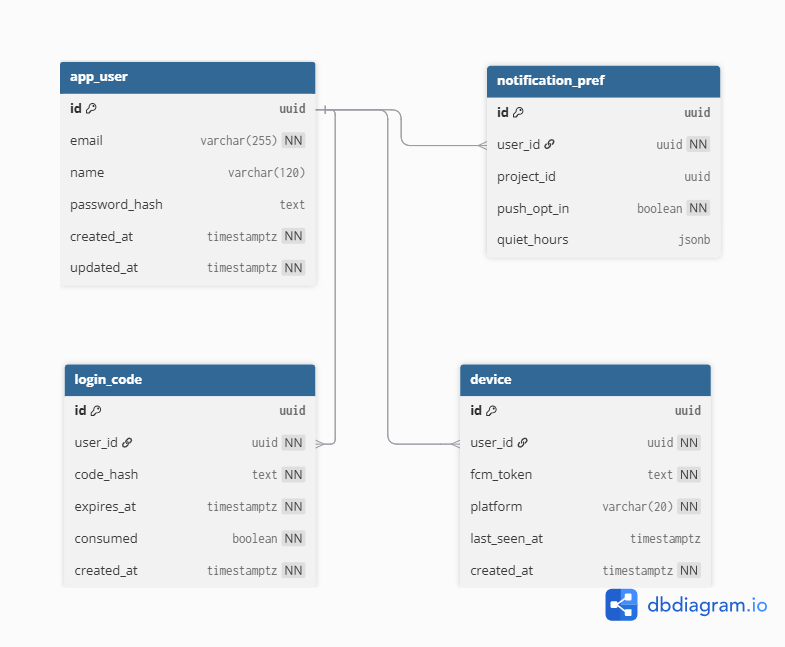 app_user
id uuid
email varchar(255) NN
name varchar(120)
password_hash text
created_at timestamptz NN
updated_at timestamptz NN
notification_pref
id uuid
user_id uuid NN
project_id uuid
push_opt_in boolean NN
quiet_hours jsonb
login_code
id uuid
user_id uuid NN
code_hash text NN
expires_at timestamptz NN
consumed boolean NN
created_at timestamptz NN
device
id uuid
user_id uuid NN
fcm_token text NN
platform varchar(20) NN
last_seen_at timestamptz
created_at timestamptz NN
dbdiagram.io